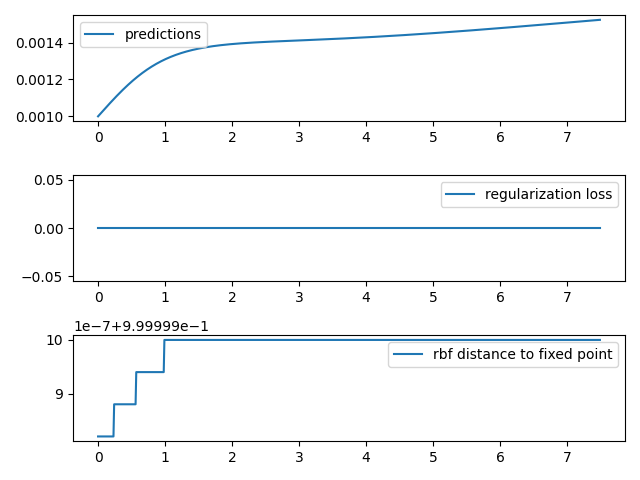 predictions
0.0014
0.0012
0.0010
0 1 2 3 4 5 6 7
regularization loss
0.05
0.00
−0.05
0 1 2 3 4 5 6 7
1e-7+9.99999e-1
10
rbf distance to fixed point
9
0 1 2 3 4 5 6 7